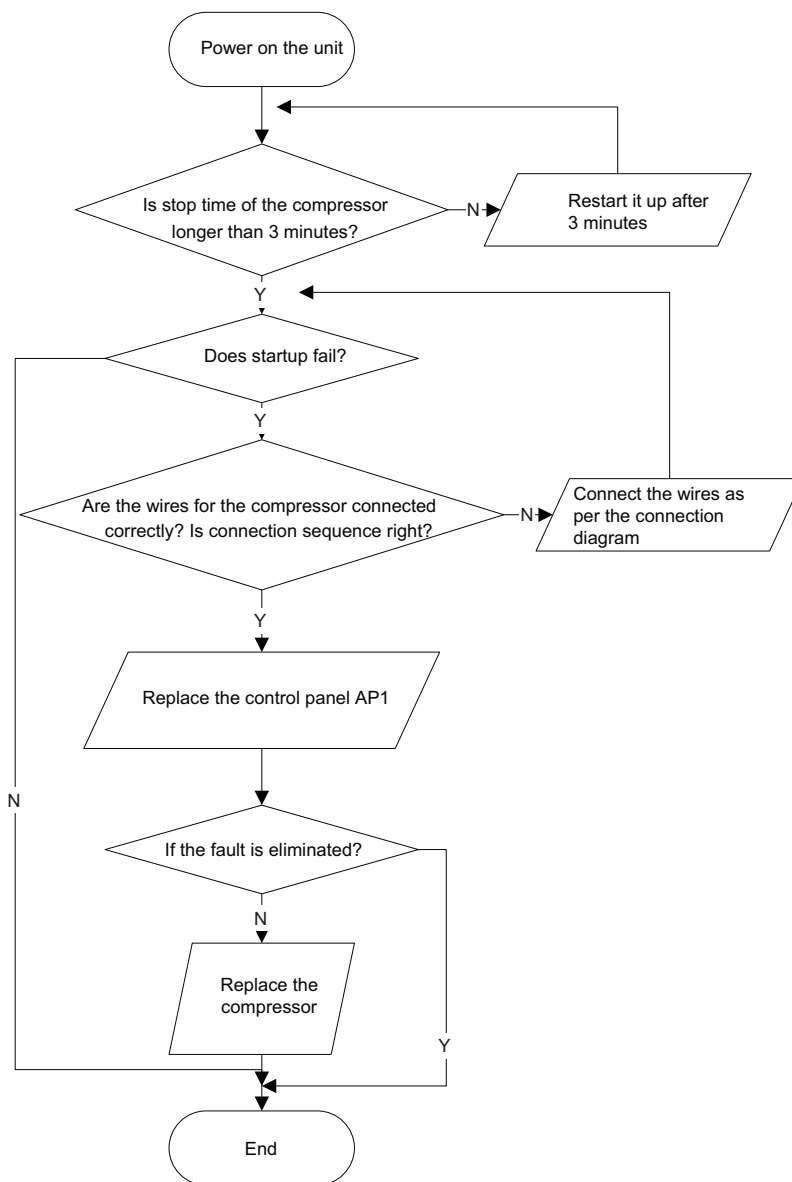 Power on the unit
Is stop time of the compressor
longer than 3 minutes?
N
Restart it up after
3 minutes
Y
Does startup fail?
Y
Are the wires for the compressor connected
correctly? Is connection sequence right?
N
Connect the wires as
per the connection
diagram
Y
Replace the control panel AP1
N
If the fault is eliminated?
N
Replace the
compressor
Y
End